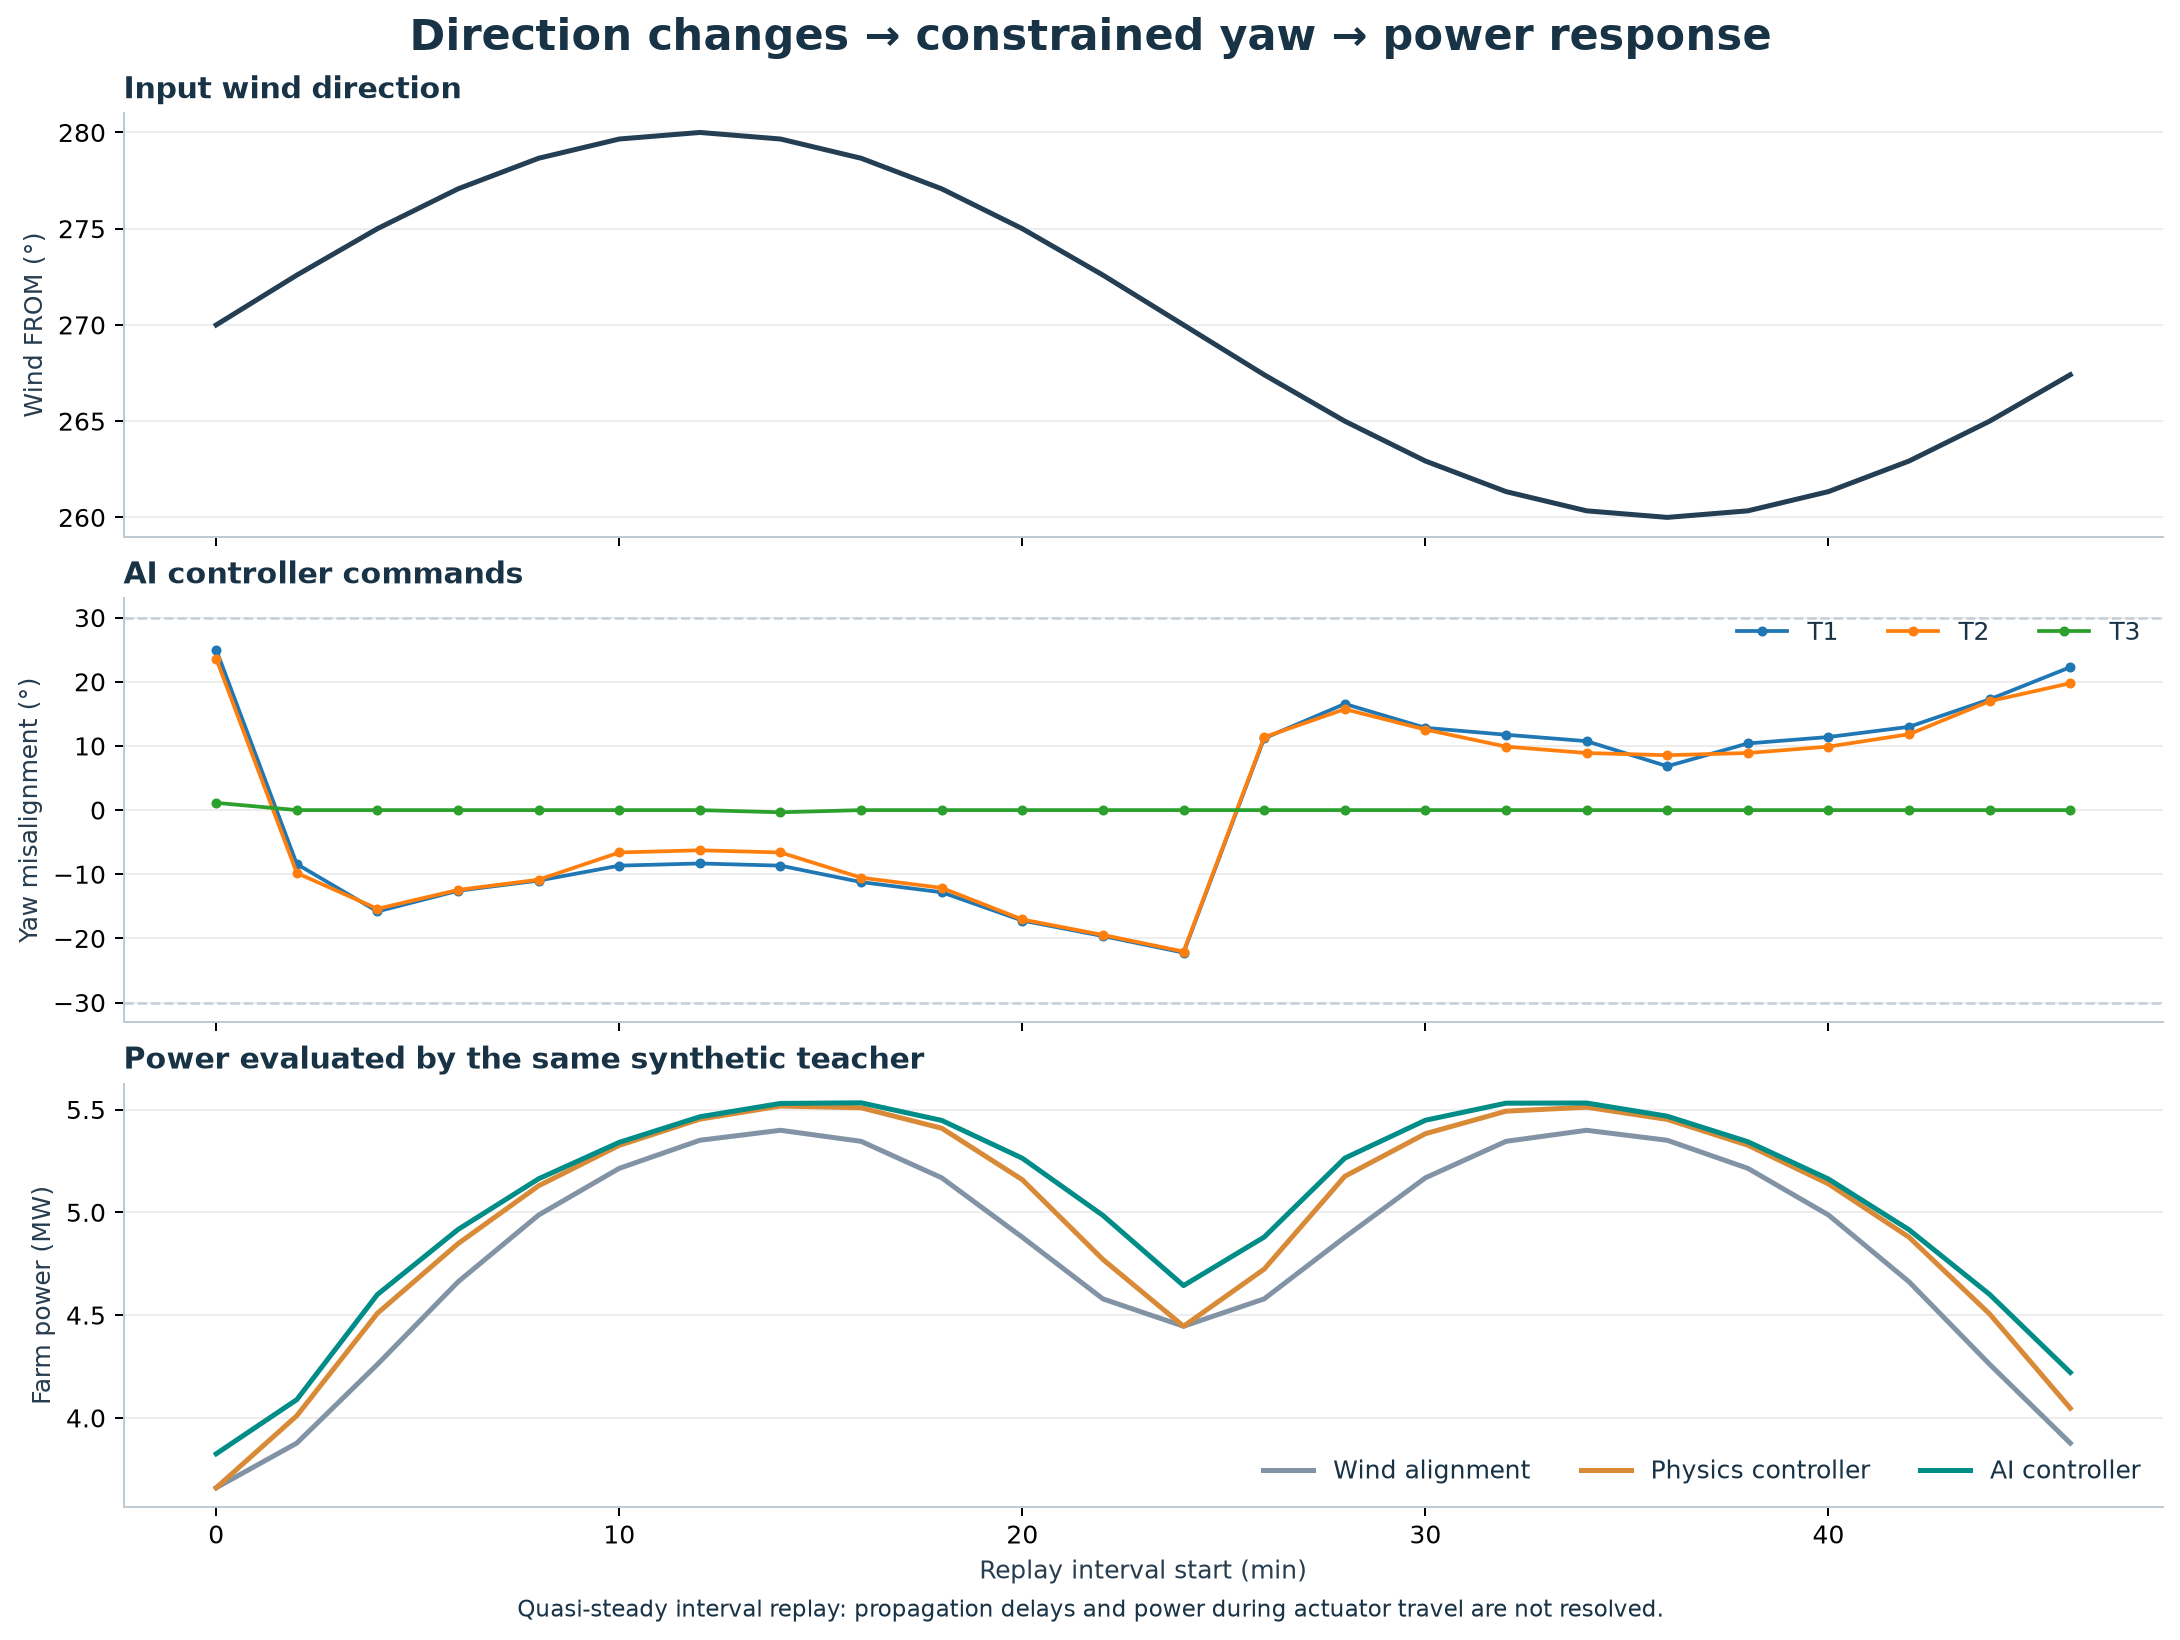 Direction changes → constrained yaw → power response
Input wind direction
Wind FROM (°)
280
275
270
265
260
AI controller commands
Yaw misalignment (°)
30
20
10
0
−10
−20
−30
T1 T2 T3
Power evaluated by the same synthetic teacher
Farm power (MW)
5.5
5.0
4.5
4.0
Wind alignment Physics controller AI controller
0 10 20 30 40
Replay interval start (min)
Quasi-steady interval replay: propagation delays and power during actuator travel are not resolved.